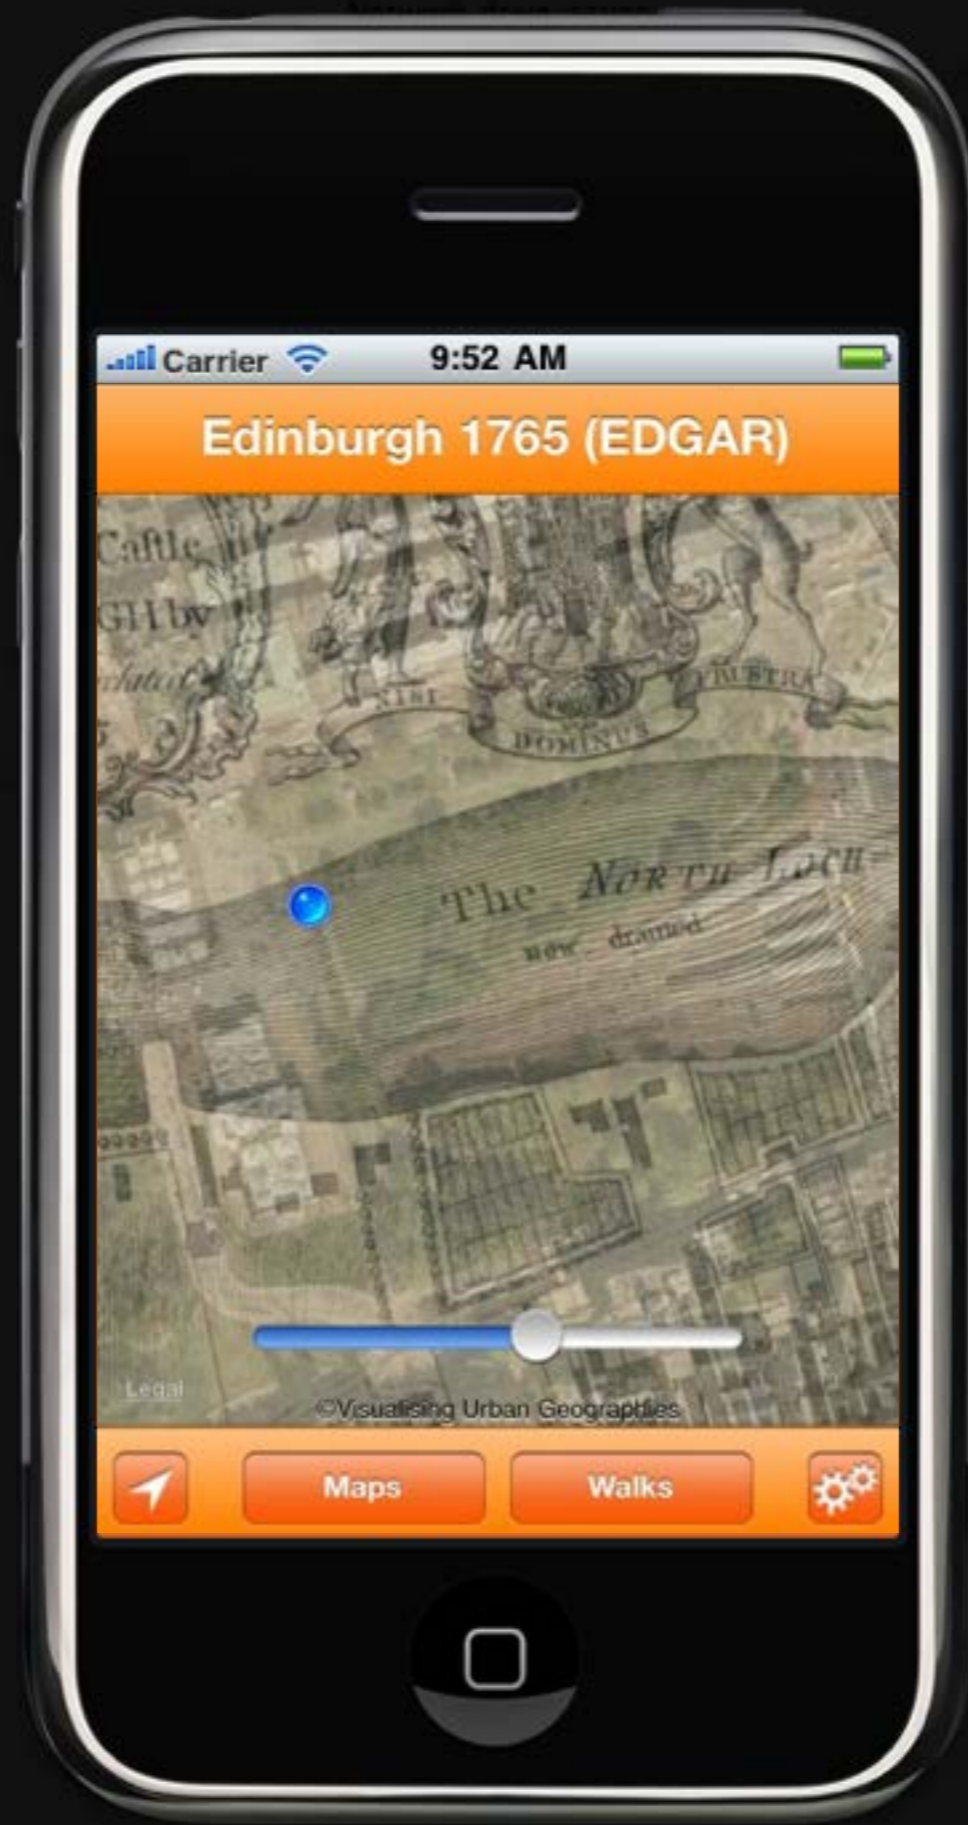 Carrier 9:52 AM
Edinburgh 1765 (EDGAR)
Castle
GH by
NISI
DOMINUS
FRUSTRA
The NORTH LOCH
now drained
Legal
©Visualising Urban Geographies
Maps
Walks